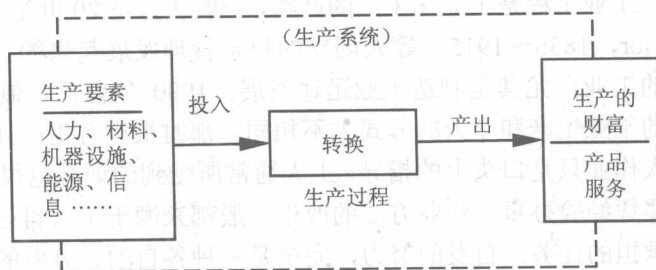 （生产系统）
生产要素
人力、材料
机器设施、
能源、信
息……
投入
转换
生产过程
产出
生产的
财富
产品
服务